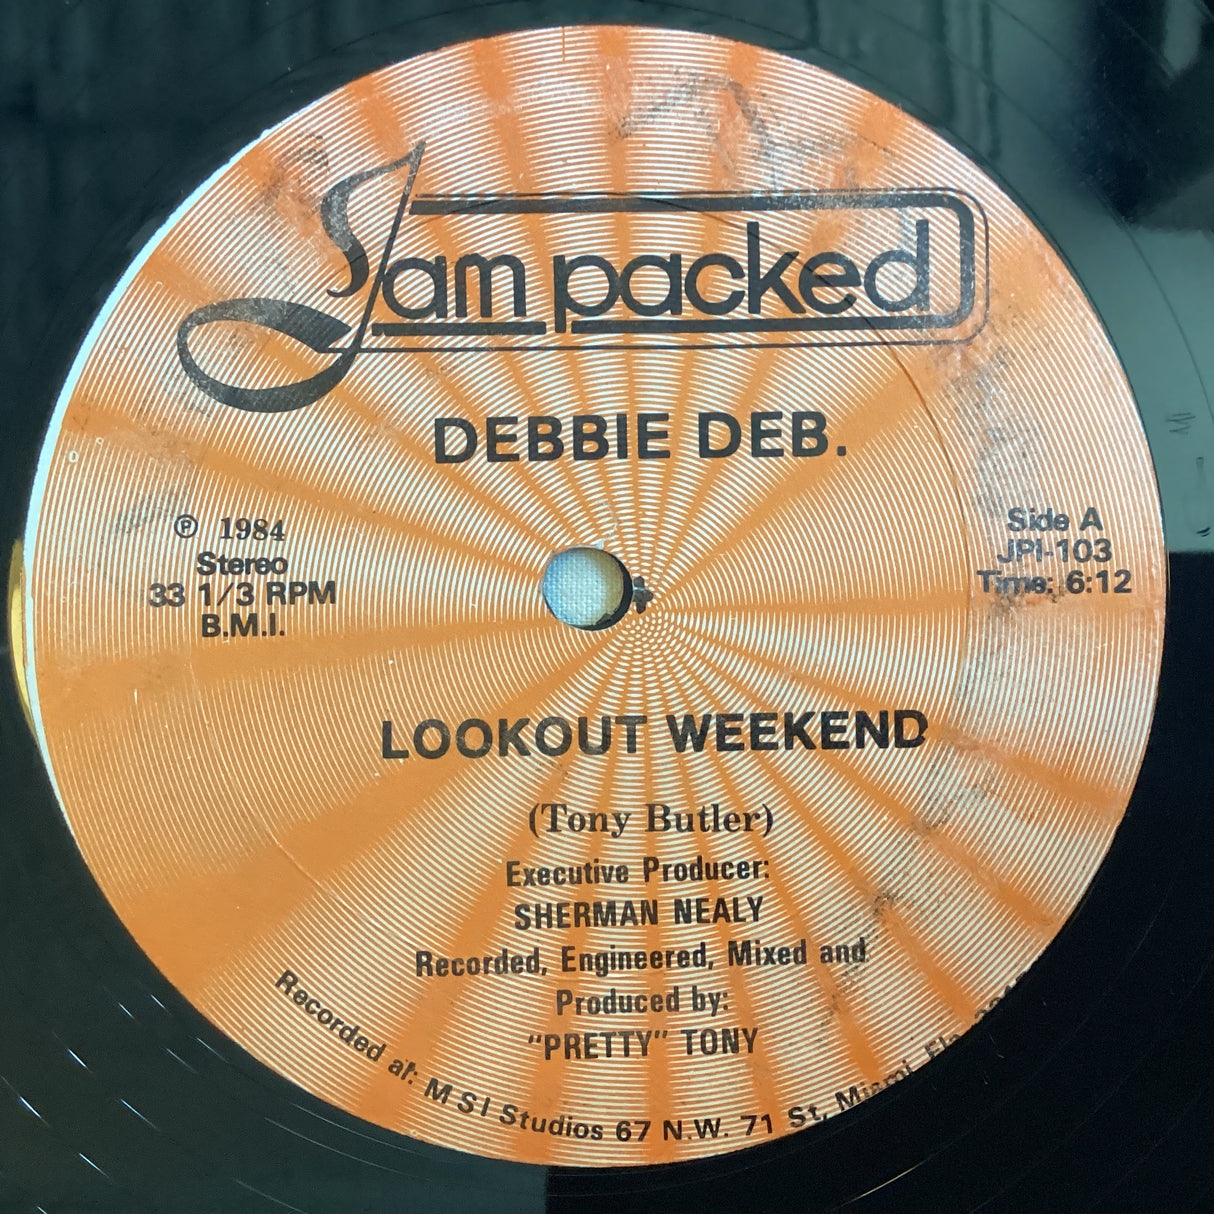 Jam packed
DEBBIE DEB.
℗ 1984
Stereo
33 1/3 RPM
B.M.I.
Side A
JPI-103
Time: 6:12
LOOKOUT WEEKEND
(Tony Butler)
Executive Producer:
SHERMAN NEALY
Recorded, Engineered, Mixed and
Produced by:
"PRETTY" TONY
Recorded at: M S I Studios 67 N.W. 71 St, Miami, Fla.